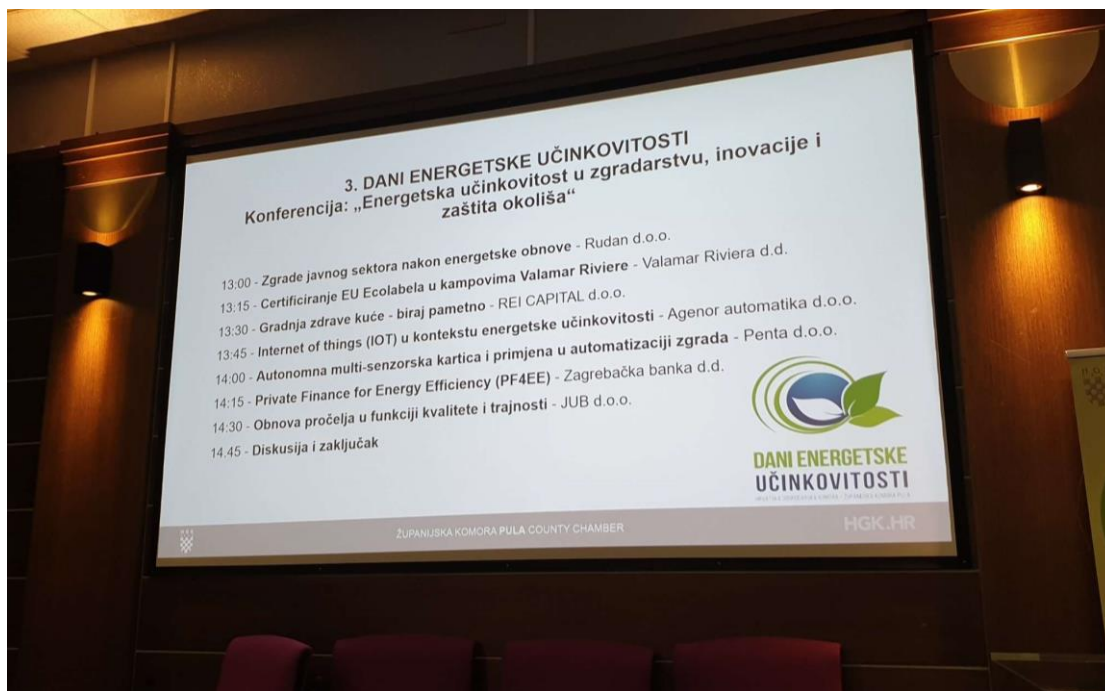 3. DANI ENERGETSKE UČINKOVITOSTI
Konferencija: „Energetska učinkovitost u zgradarstvu, inovacije i
zaštita okoliša“
13:00 - Zgrade javnog sektora nakon energetske obnove - Rudan d.o.o.
13:15 - Certificiranje EU Ecolabela u kampovima Valamar Riviere - Valamar Riviera d.d.
13:30 - Gradnja zdrave kuće - biraj pametno - REI CAPITAL d.o.o.
13:45 - Internet of things (IOT) u kontekstu energetske učinkovitosti - Agenor automatika d.o.o.
14:00 - Autonomna multi-senzorska kartica i primjena u automatizaciji zgrada - Penta d.o.o.
14:15 - Private Finance for Energy Efficiency (PF4EE) - Zagrebačka banka d.d.
14:30 - Obnova pročelja u funkciji kvalitete i trajnosti - JUB d.o.o.
14.45 - Diskusija i zaključak
DANI ENERGETSKE
UČINKOVITOSTI
ŽUPANIJSKA KOMORA PULA COUNTY CHAMBER
HGK.HR